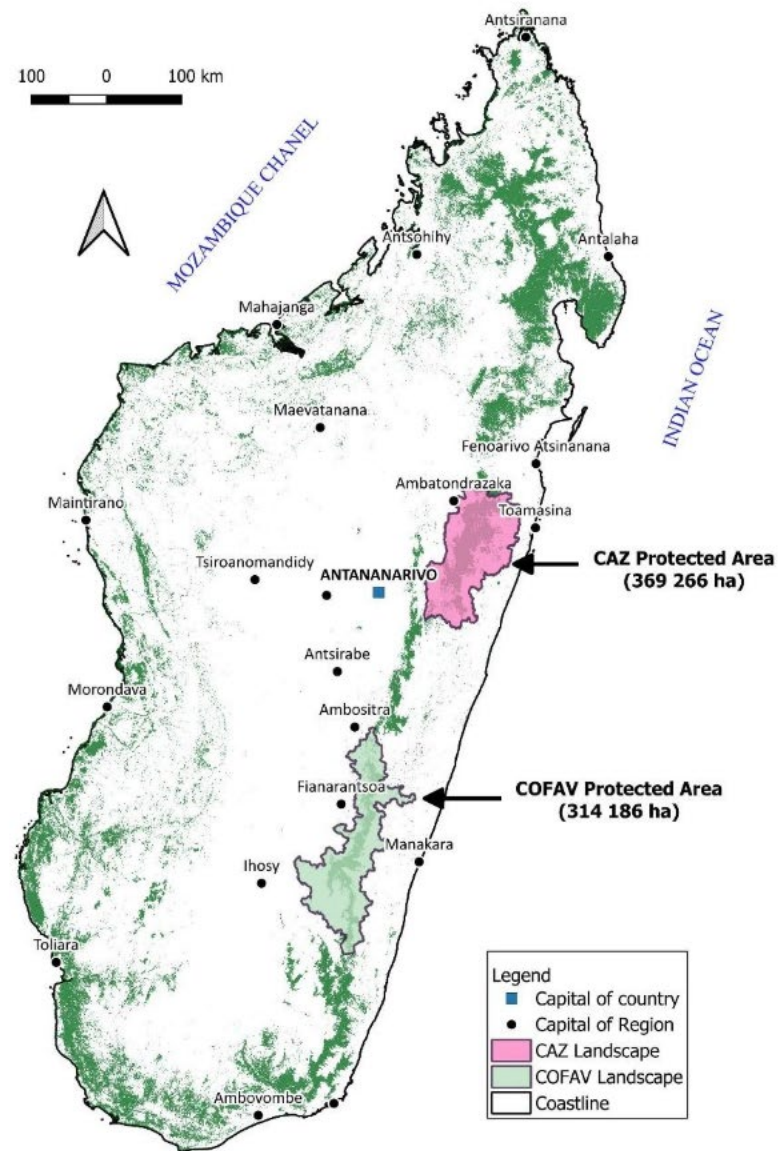 Antsiranana
100 0 100 km
MOZAMBIQUE CHANEL
Antsohihy
Antalaha
Mahajanga
INDIAN OCEAN
Maevatanana
Fenoarivo Atsinanana
Ambatondrazaka
Maintirano
Toamasina
Tsiroanomandidy
ANTANANARIVO
CAZ Protected Area
(369 266 ha)
Antsirabe
Morondava
Ambositra
Fianarantsoa
COFAV Protected Area
(314 186 ha)
Manakara
Ihosy
Toliara
Legend
Capital of country
Capital of Region
CAZ Landscape
COFAV Landscape
Coastline
Ambovombe